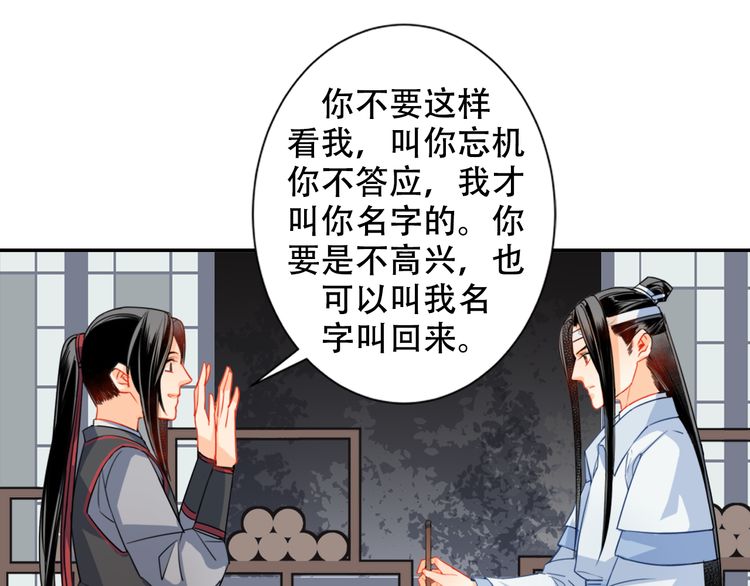 你不要这样
看我，叫你忘机
你不答应，我才
叫你名字的。你
要是不高兴，也
可以叫我名
字叫回来。